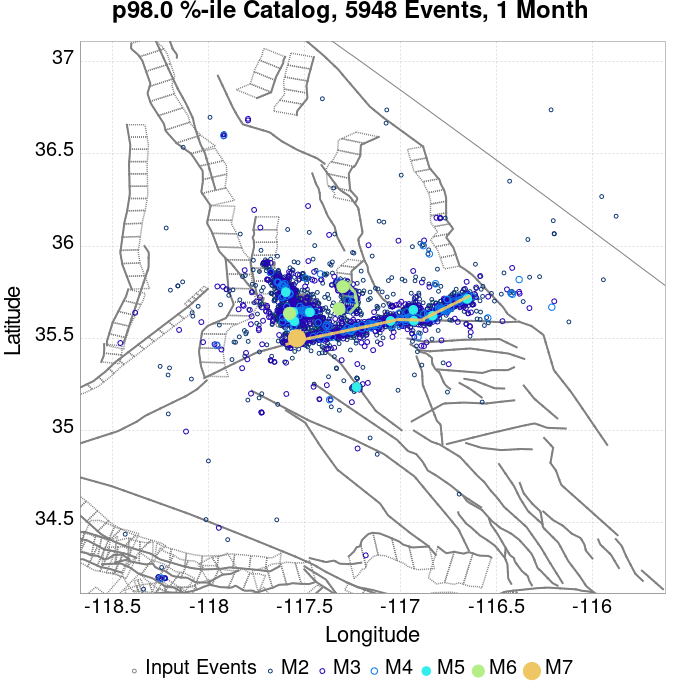 p98.0 %-ile Catalog, 5948 Events, 1 Month
37
36.5
36
35.5
35
34.5
Latitude
-118.5 -118 -117.5 -117 -116.5 -116
Longitude
Input Events M2 M3 M4 M5 M6 M7